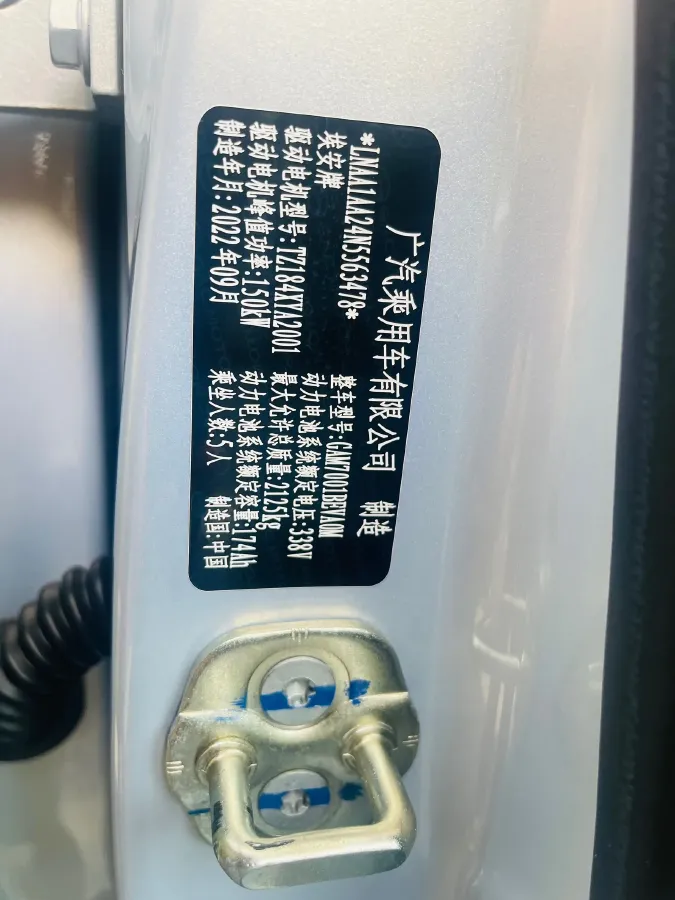 广汽乘用车有限公司 制造
*LNAA1AA24N5563478*
埃安牌 整车型号:GAM7001BEVA0M
驱动电机型号:TZ184XYA2001 动力电池系统额定电压:338V
最大允许总质量:2125kg
驱动电机峰值功率:150kW 动力电池系统额定容量:174Ah
制造年月:2022年09月 乘坐人数:5人 制造国:中国